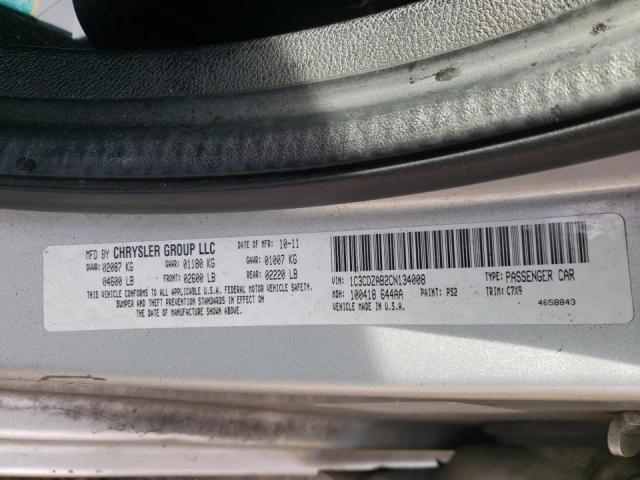 MFD BY CHRYSLER GROUP LLC DATE OF MFR: 10-11
GVWR: 02087 KG GAWR: 01180 KG GAWR: 01007 KG
04600 LB FRONT: 02600 LB REAR: 02220 LB
THIS VEHICLE CONFORMS TO ALL APPLICABLE U.S.A. FEDERAL MOTOR VEHICLE SAFETY,
BUMPER AND THEFT PREVENTION STANDARDS IN EFFECT ON
THE DATE OF MANUFACTURE SHOWN ABOVE.
VIN: 1C3CDZAB2CN134008 TYPE: PASSENGER CAR
MDH: 100418 644AA PAINT: PS2 TRIM: C7X9
VEHICLE MADE IN U.S.A. 4658843